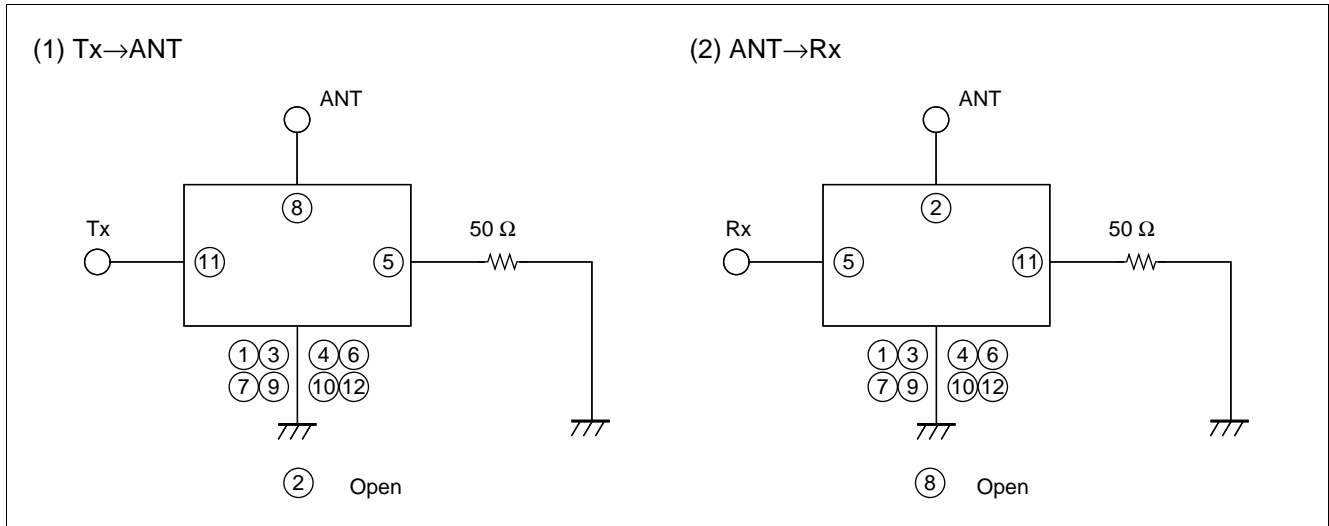 (1) Tx→ANT
ANT
8
Tx
11
5
50 Ω
1 3 4 6
7 9 10 12
2 Open
(2) ANT→Rx
ANT
2
Rx
5
11
50 Ω
1 3 4 6
7 9 10 12
8 Open